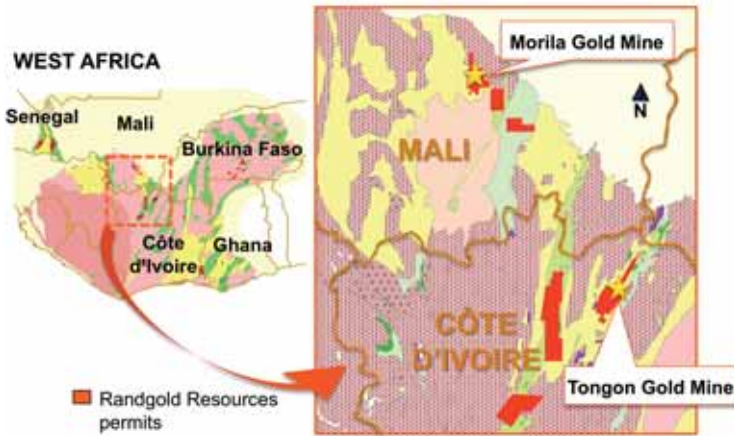 WEST AFRICA
Senegal
Mali
Burkina Faso
Côte
d'Ivoire
Ghana
Randgold Resources
permits
Morila Gold Mine
N
MALI
CÔTE
D'IVOIRE
Tongon Gold Mine